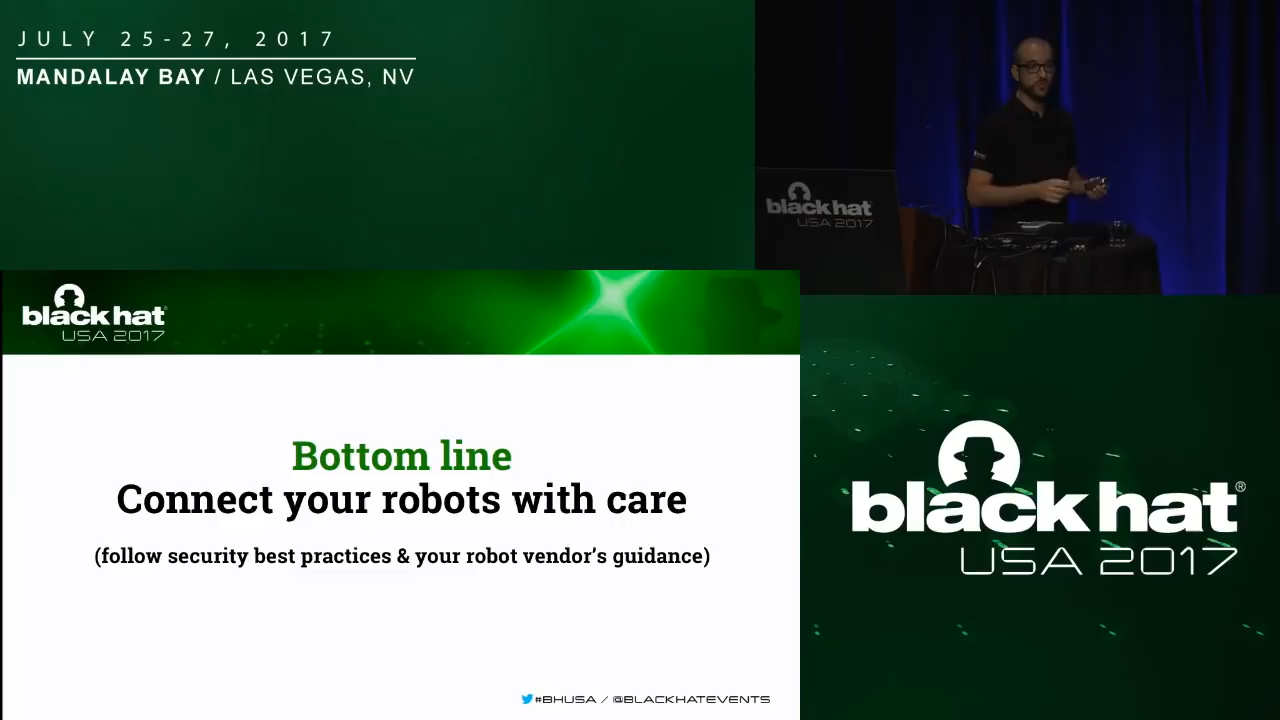 JULY 25-27, 2017
MANDALAY BAY / LAS VEGAS, NV
black hat
USA 2017
black hat
USA 2017
Bottom line
Connect your robots with care
(follow security best practices & your robot vendor's guidance)
#BHUSA / @BLACKHATEVENTS
black hat®
USA 2017